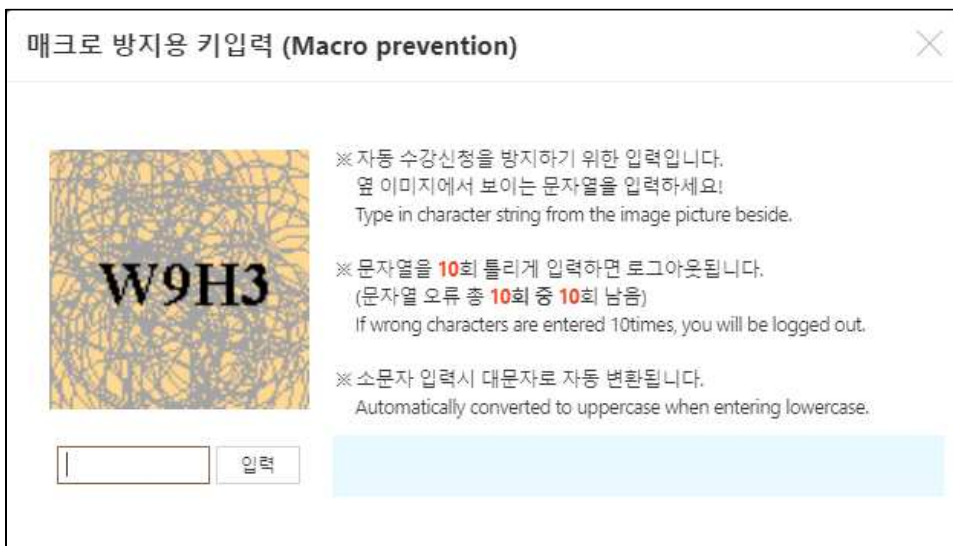 매크로 방지용 키입력 (Macro prevention)
W9H3
※ 자동 수강신청을 방지하기 위한 입력입니다.
옆 이미지에서 보이는 문자열을 입력하세요!
Type in character string from the image picture beside.
※ 문자열을 10회 틀리게 입력하면 로그아웃됩니다.
(문자열 오류 총 10회 중 10회 남음)
If wrong characters are entered 10times, you will be logged out.
※ 소문자 입력시 대문자로 자동 변환됩니다.
Automatically converted to uppercase when entering lowercase.
입력